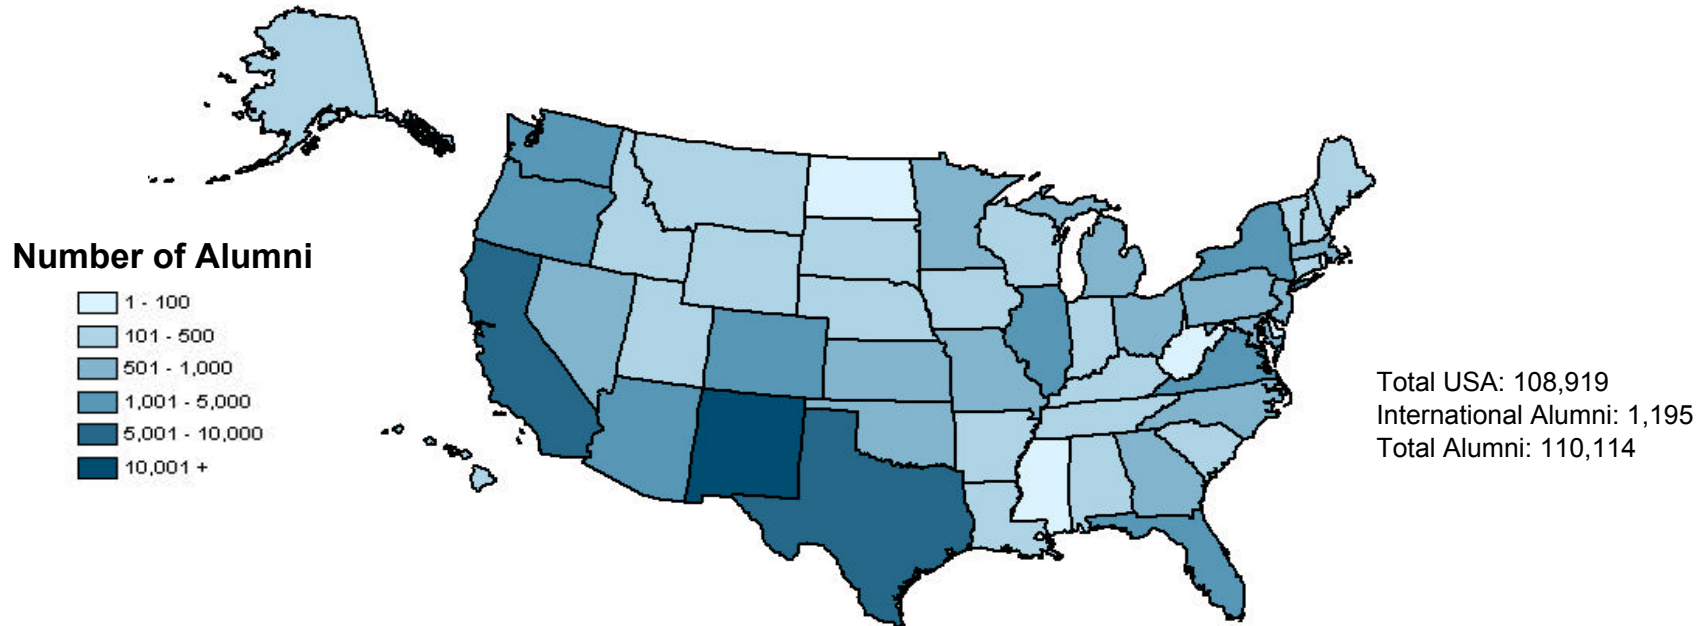 Number of Alumni
1 - 100
101 - 500
501 - 1,000
1,001 - 5,000
5,001 - 10,000
10,001 +
Total USA: 108,919
International Alumni: 1,195
Total Alumni: 110,114